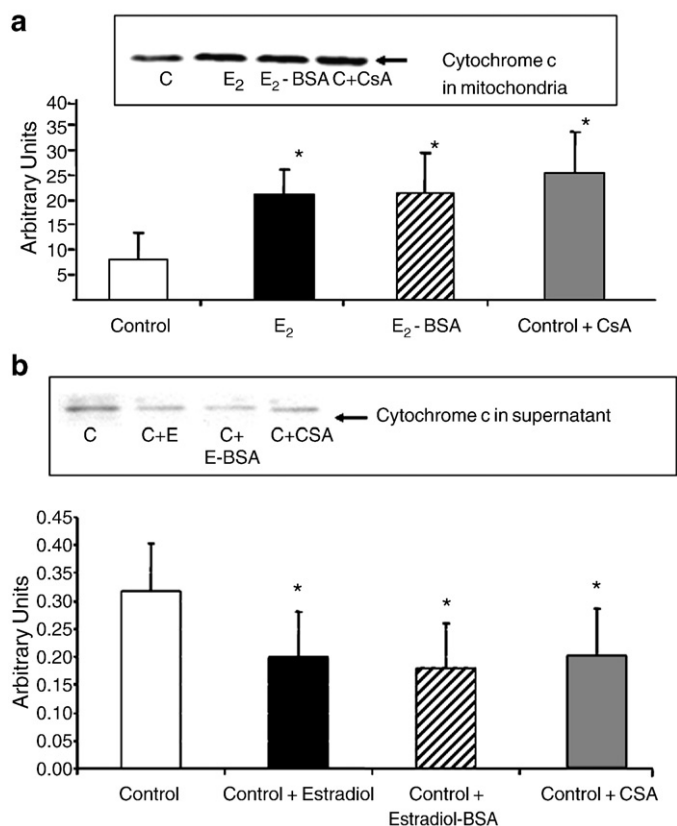 a
Cytochrome c
in mitochondria
C E2 E2-BSA C+CsA
Arbitrary Units
40
35
30
25
20
15
10
5
* * *
Control E2 E2-BSA Control + CsA
b
Cytochrome c in supernatant
C C+E C+ E-BSA C+CSA
Arbitrary Units
0.45
0.40
0.35
0.30
0.25
0.20
0.15
0.10
0.05
0.00
* * *
Control Control + Estradiol Control + Estradiol-BSA Control + CSA